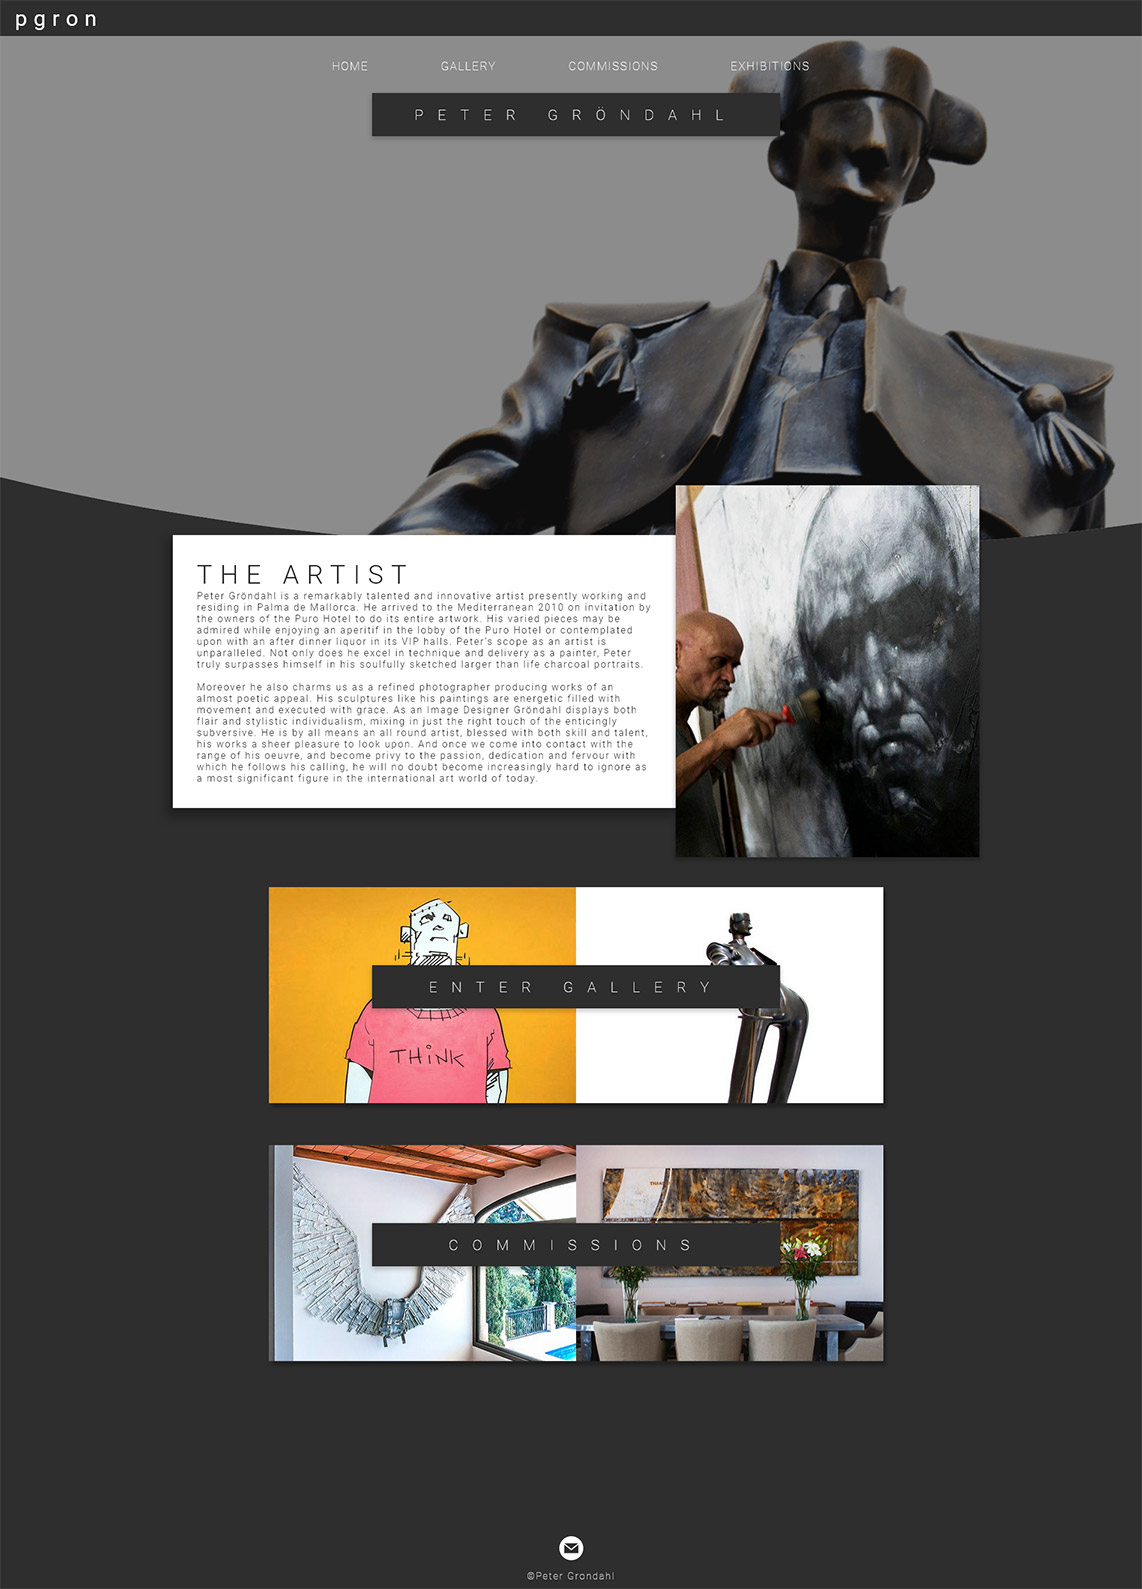 pgron
HOME GALLERY COMMISSIONS EXHIBITIONS
PETER GRÖNDAHL
THE ARTIST
Peter Gröndahl is a remarkably talented and innovative artist presently working and
residing in Palma de Mallorca. He arrived to the Mediterranean 2010 on invitation by
the owners of the Puro Hotel to do its entire artwork. His varied pieces may be
admired while enjoying an aperitif in the lobby of the Puro Hotel or contemplated
upon with an after dinner liquor in its VIP halls. Peter's scope as an artist is
unparalleled. Not only does he excel in technique and delivery as a painter, Peter
truly surpasses himself in his soulfully sketched larger than life charcoal portraits.
Moreover he also charms us as a refined photographer producing works of an
almost poetic appeal. His sculptures like his paintings are energetic filled with
movement and executed with grace. As an Image Designer Gröndahl displays both
flair and stylistic individualism, mixing in just the right touch of the enticingly
subversive. He is by all means an all round artist, blessed with both skill and talent,
his works a sheer pleasure to look upon. And once we come into contact with the
range of his oeuvre, and become privy to the passion, dedication and fervour with
which he follows his calling, he will no doubt become increasingly hard to ignore as
a most significant figure in the international art world of today.
ENTER GALLERY
THiNK
COMMISSIONS
©Peter Grondahl